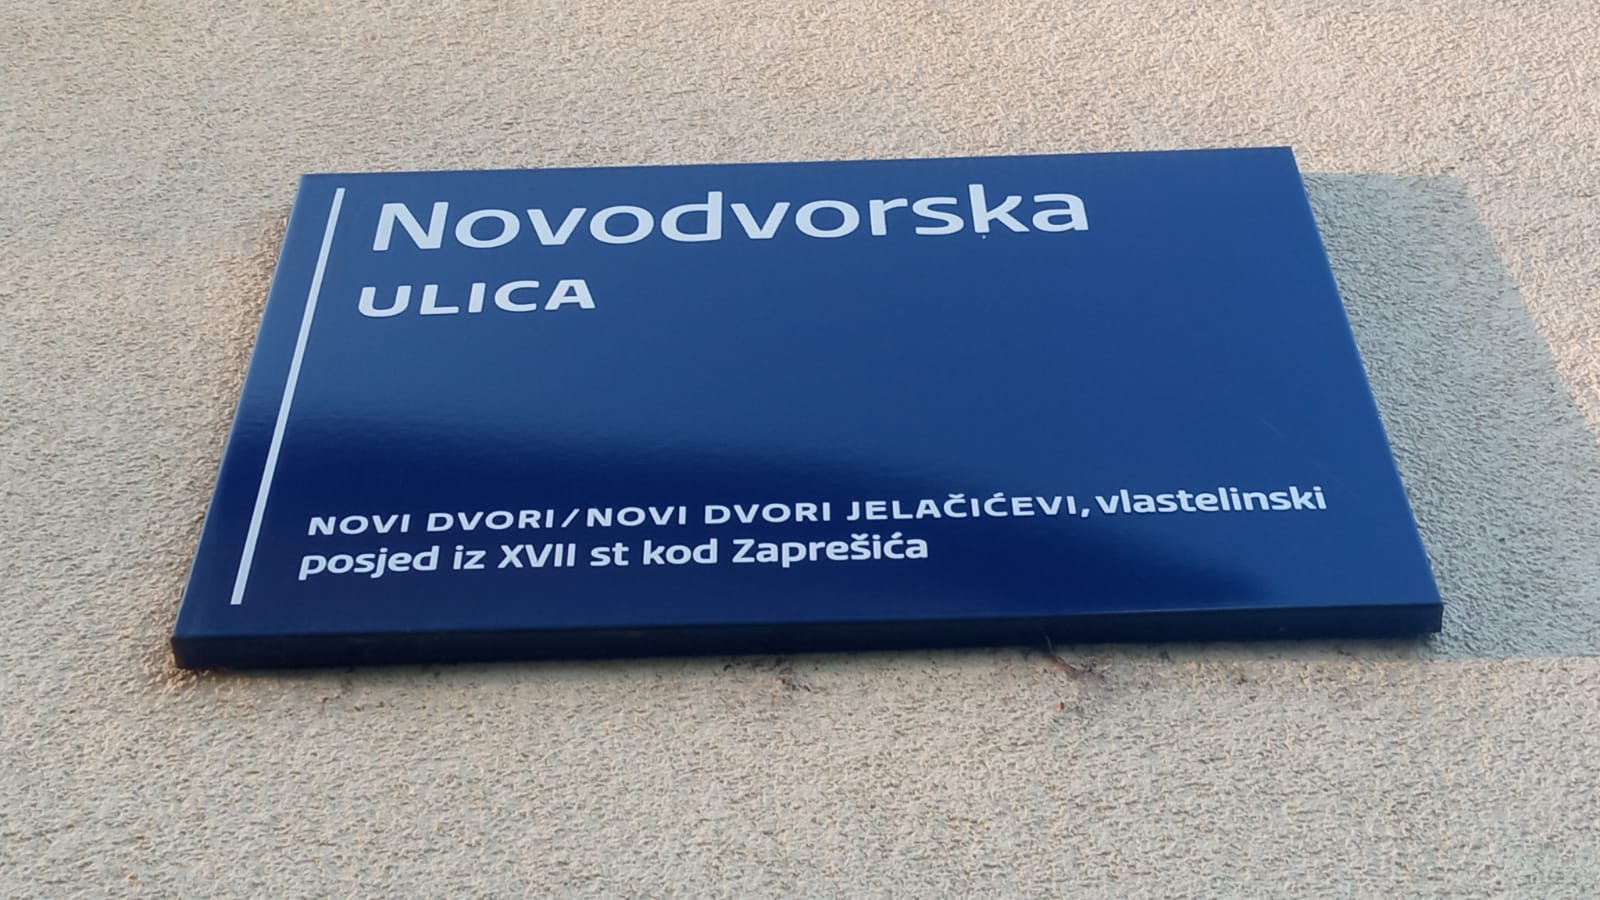 Novodvorska
ULICA
NOVI DVORI/NOVI DVORI JELAČIĆEVI, vlastelinski
posjed iz XVII st kod Zaprešića